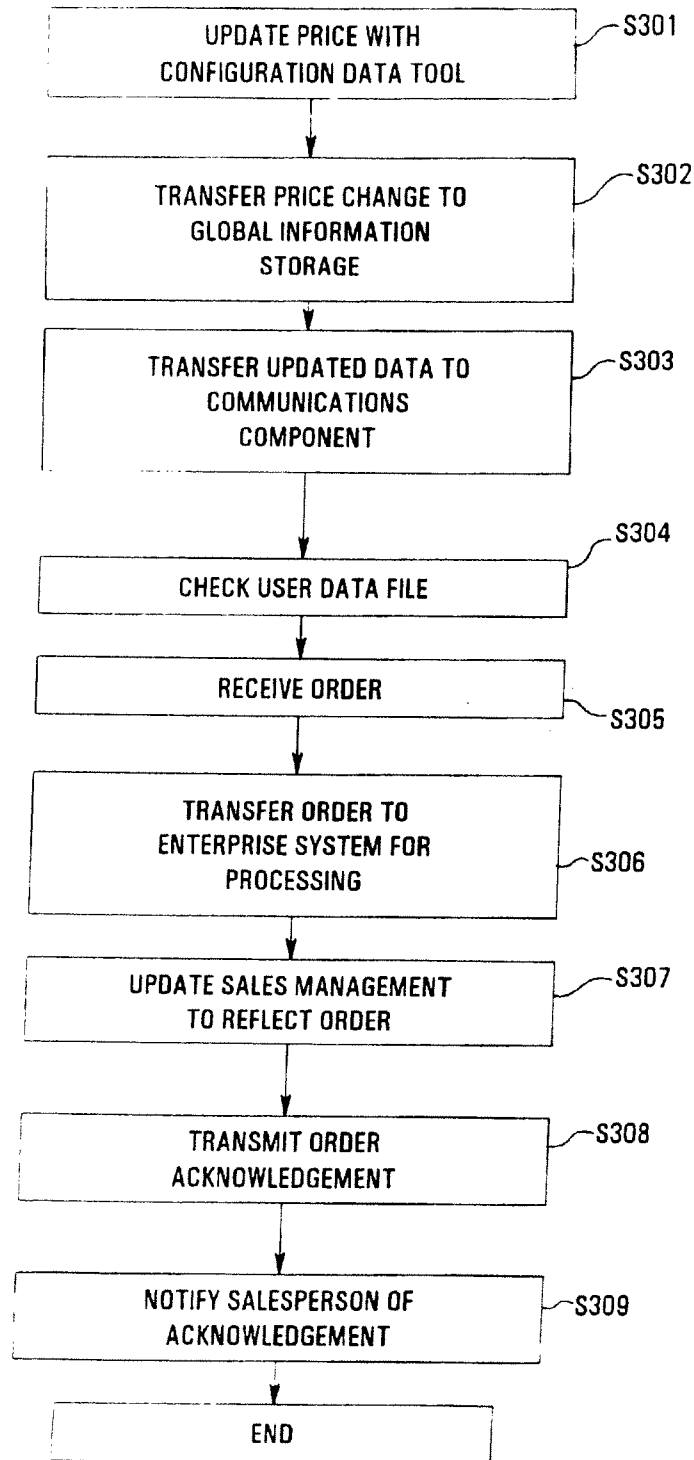 UPDATE PRICE WITH
CONFIGURATION DATA TOOL
S301
TRANSFER PRICE CHANGE TO
GLOBAL INFORMATION
STORAGE
S302
TRANSFER UPDATED DATA TO
COMMUNICATIONS
COMPONENT
S303
CHECK USER DATA FILE
S304
RECEIVE ORDER
S305
TRANSFER ORDER TO
ENTERPRISE SYSTEM FOR
PROCESSING
S306
UPDATE SALES MANAGEMENT
TO REFLECT ORDER
S307
TRANSMIT ORDER
ACKNOWLEDGEMENT
S308
NOTIFY SALESPERSON OF
ACKNOWLEDGEMENT
S309
END